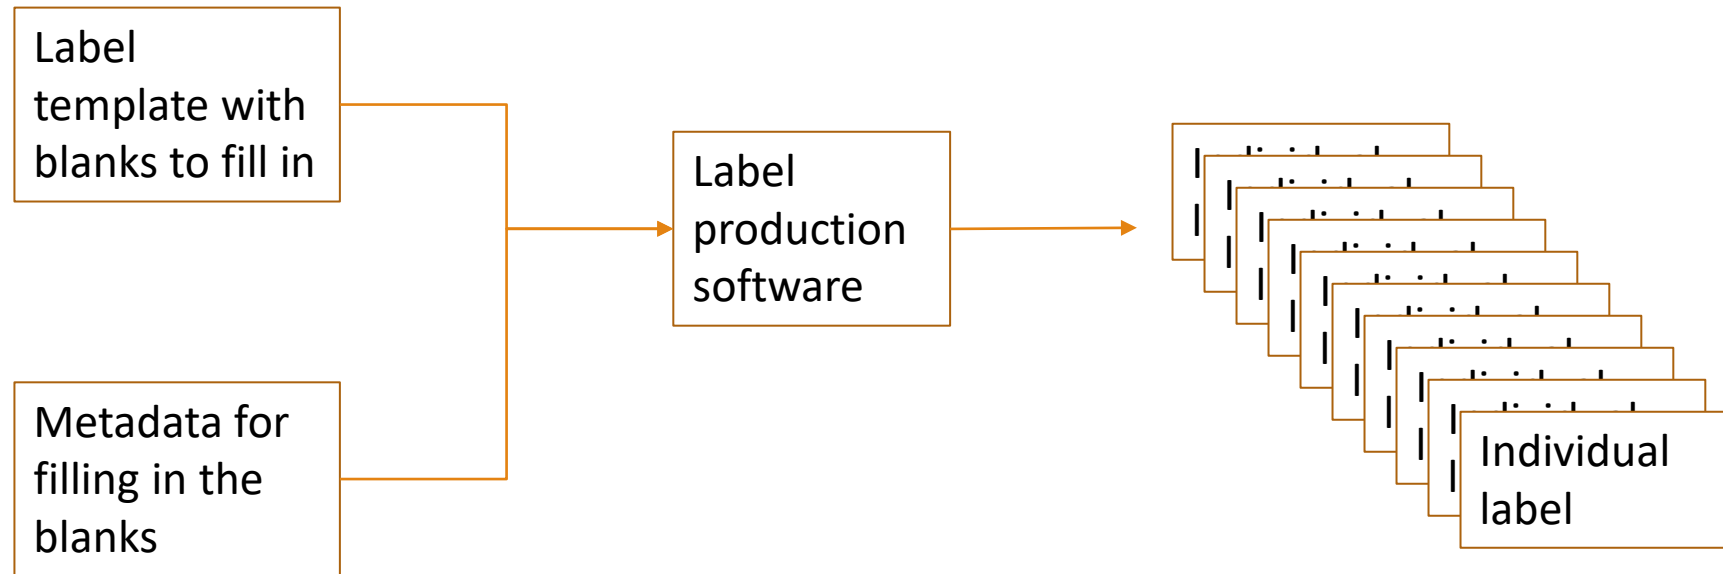 Label
template with
blanks to fill in
Metadata for
filling in the
blanks
Label
production
software
Individual
label